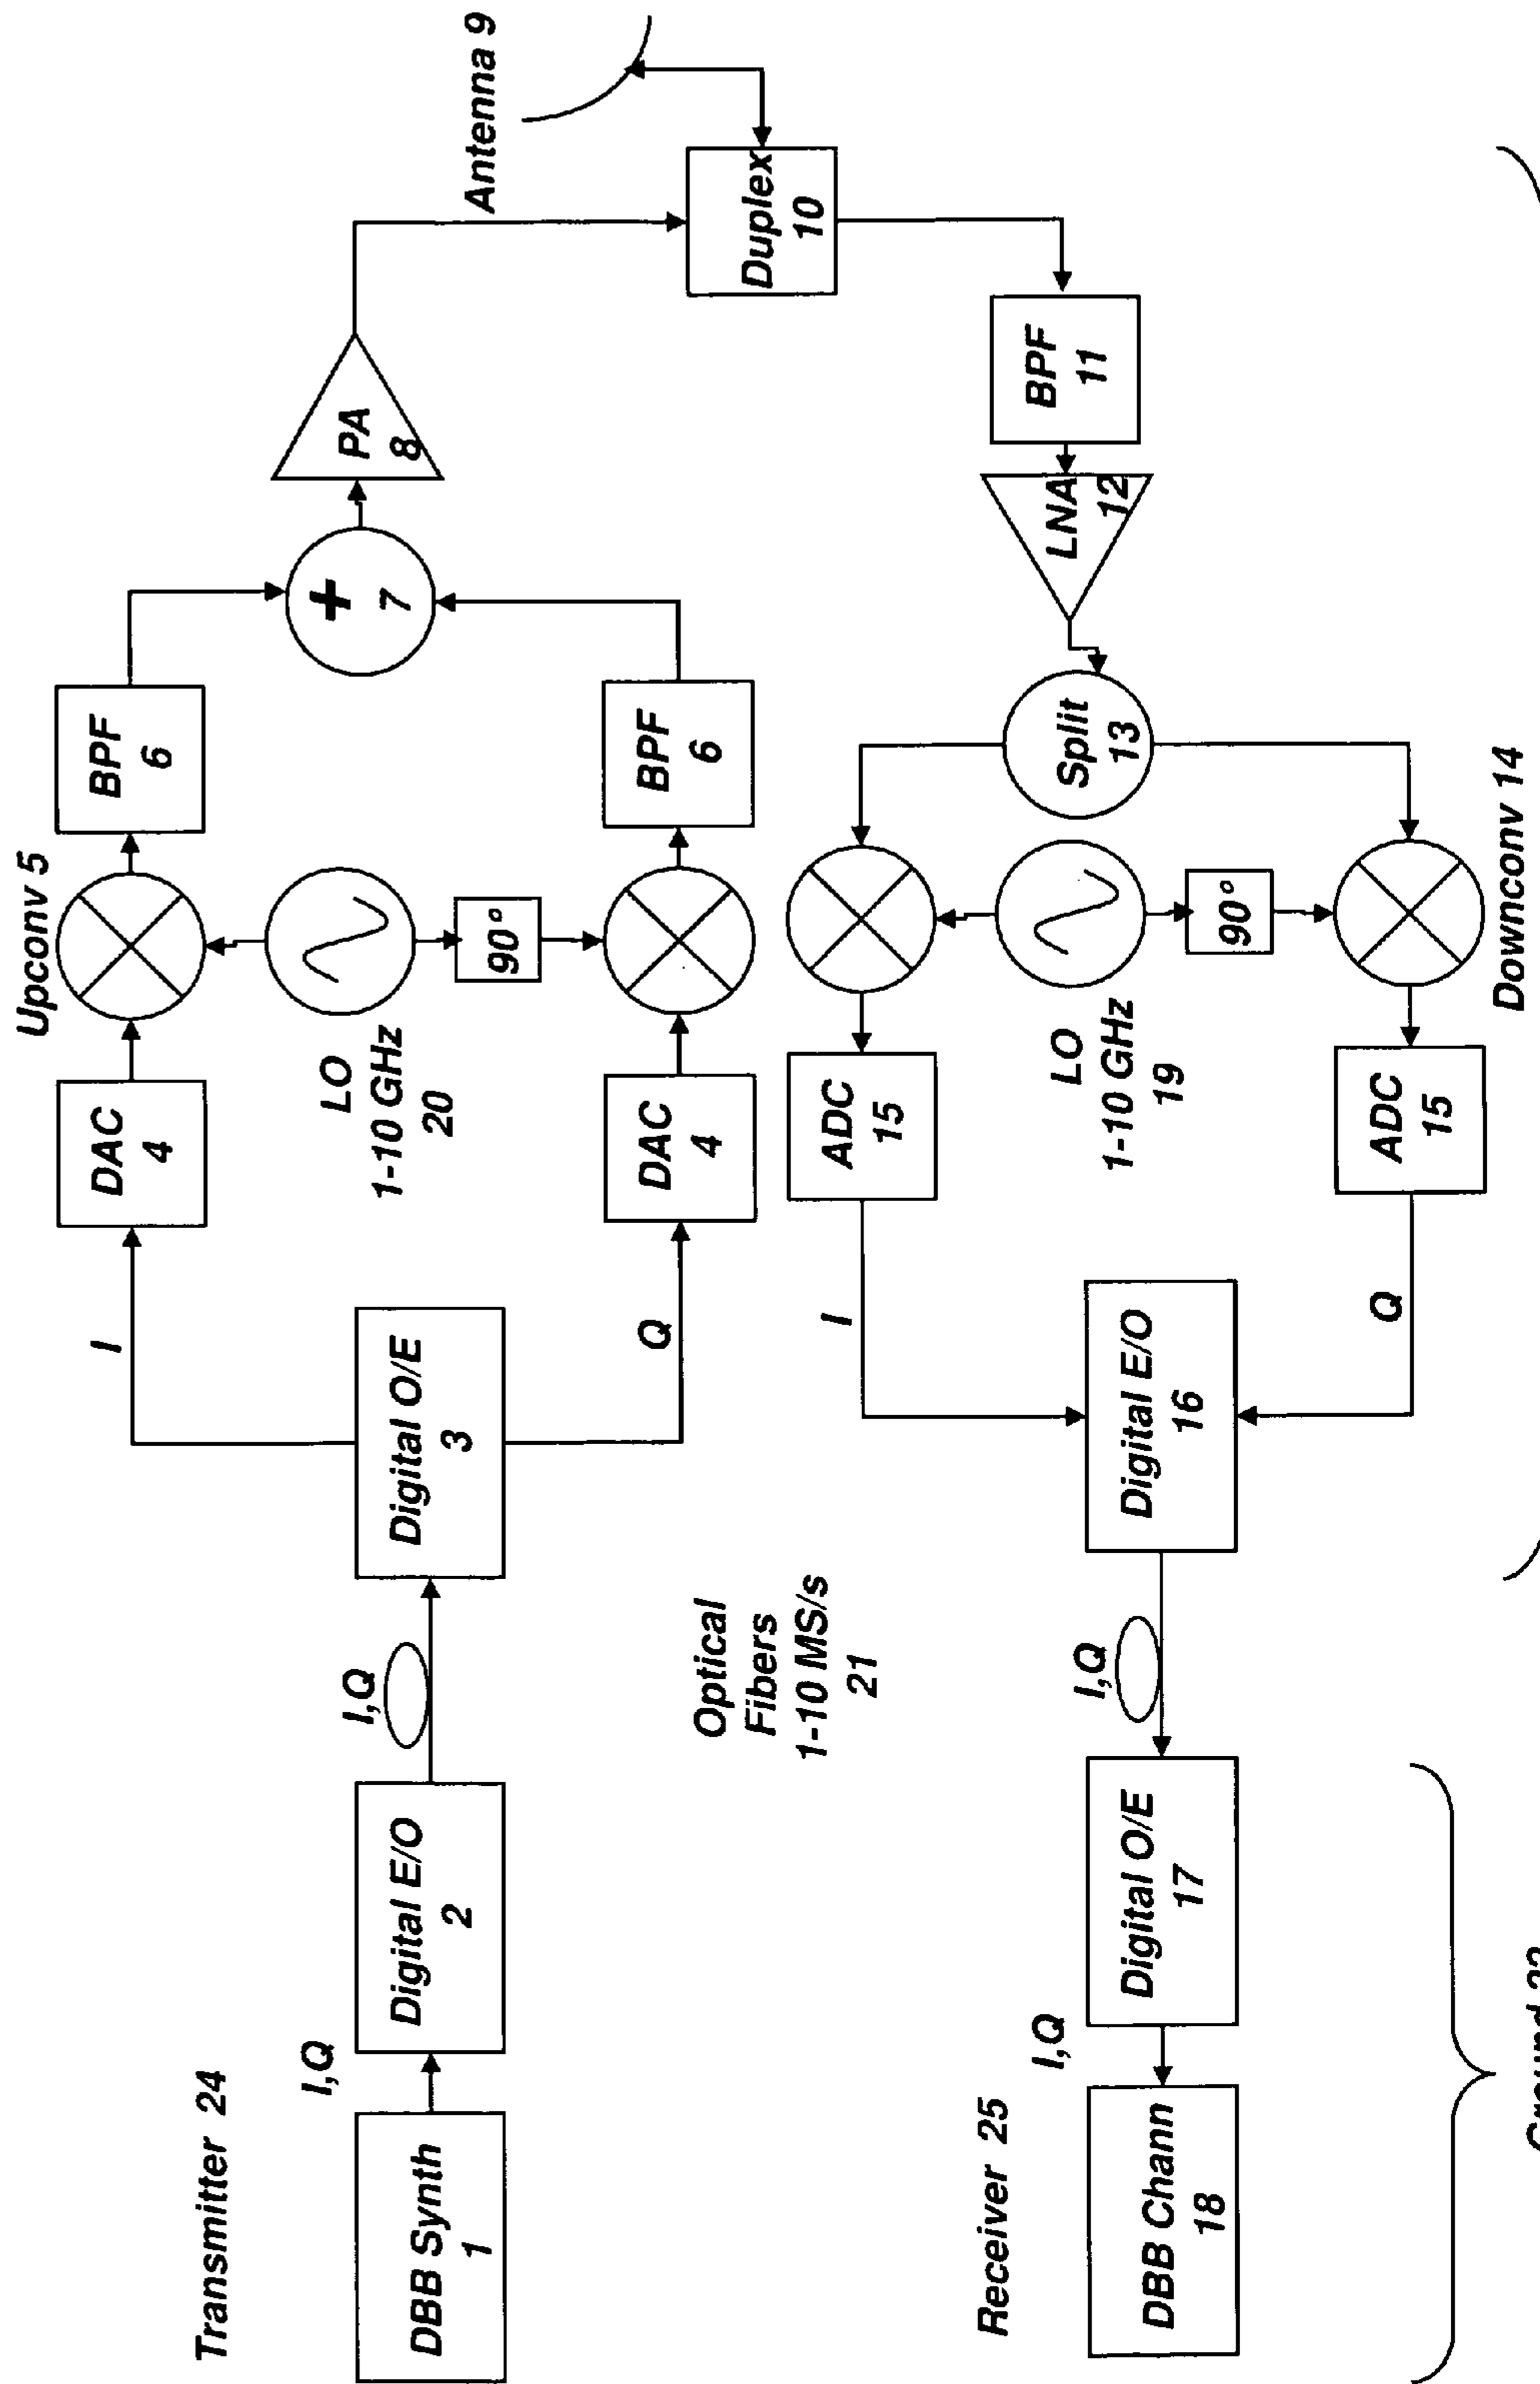 Transmitter 24
DBB Synth
1
I,Q
Digital E/O
2
I,Q
Digital O/E
3
I
Q
DAC
4
DAC
4
Upconv 5
LO
1-10 GHz
20
90°
BPF
6
BPF
6
+
7
PA
8
Antenna 9
Duplex
10
BPF
11
LNA
12
Split
13
LO
1-10 GHz
19
90°
Downconv 14
ADC
15
ADC
15
I
Q
Digital E/O
16
Optical
Fibers
1-10 MS/s
21
I,Q
Digital O/E
17
I,Q
Receiver 25
DBB Chann
18